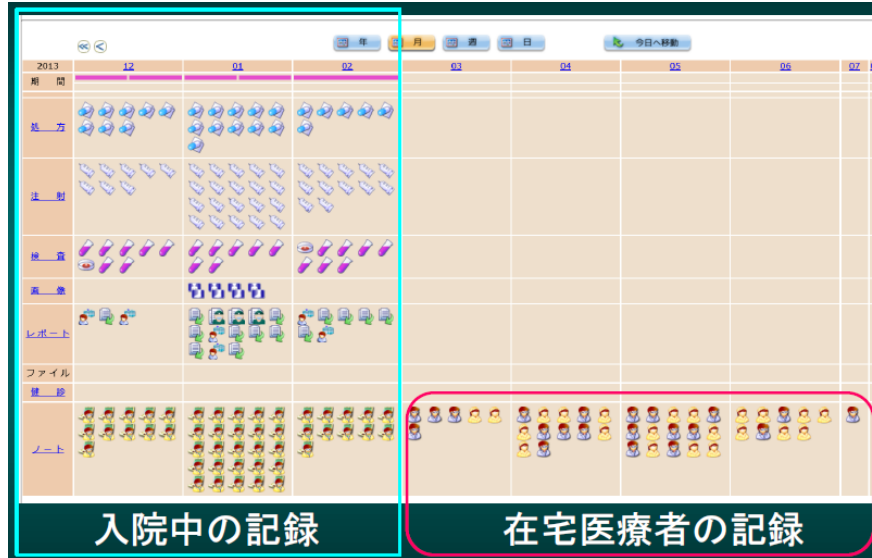 年 月 週 日 今日へ移動
2013 12 01 02 03 04 05 06 07
期 間
処 方
注 射
検 査
画 像
レポート
ファイル
健 診
ノート
入院中の記録 在宅医療者の記録